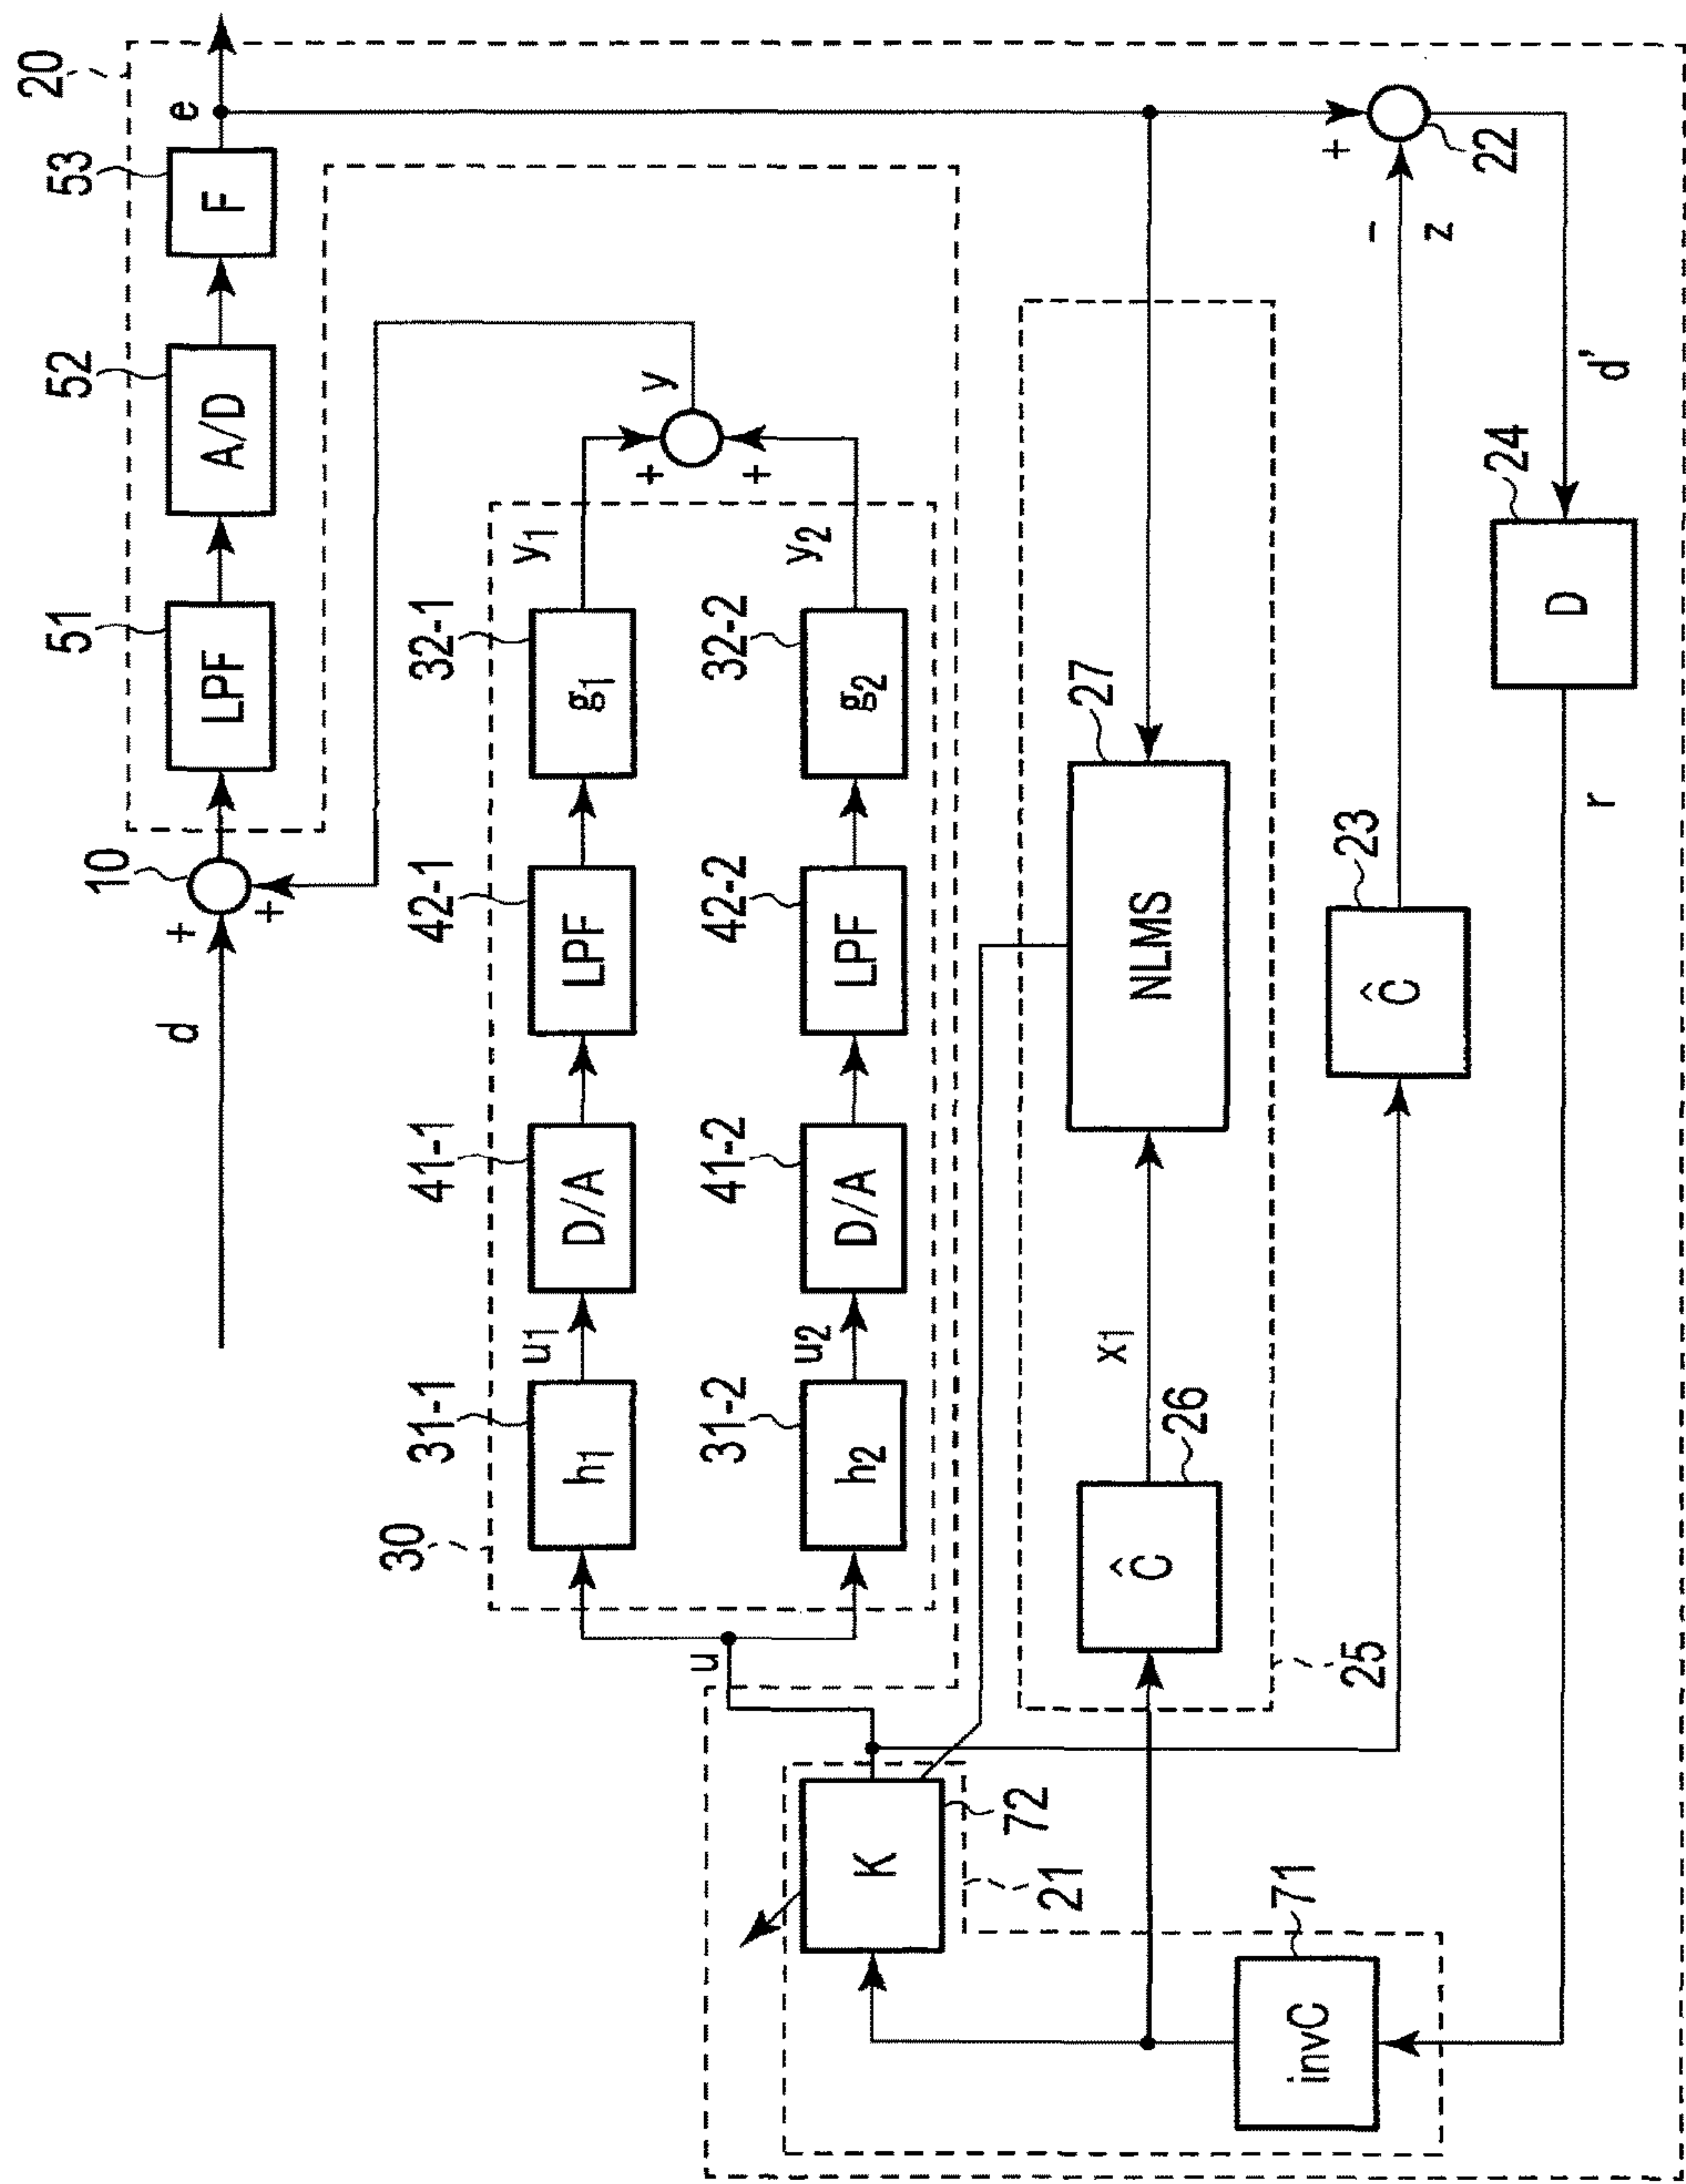 20
51
52
53
LPF
A/D
F
e
10
+
+
d
30
31-1
41-1
42-1
32-1
h1
u1
D/A
LPF
g1
y1
+
y
31-2
41-2
42-2
32-2
h2
u2
D/A
LPF
g2
y2
+
u
K
72
21
Ĉ
26
x1
NLMS
27
25
+
22
−
z
Ĉ
23
invC
71
D
24
d'
r